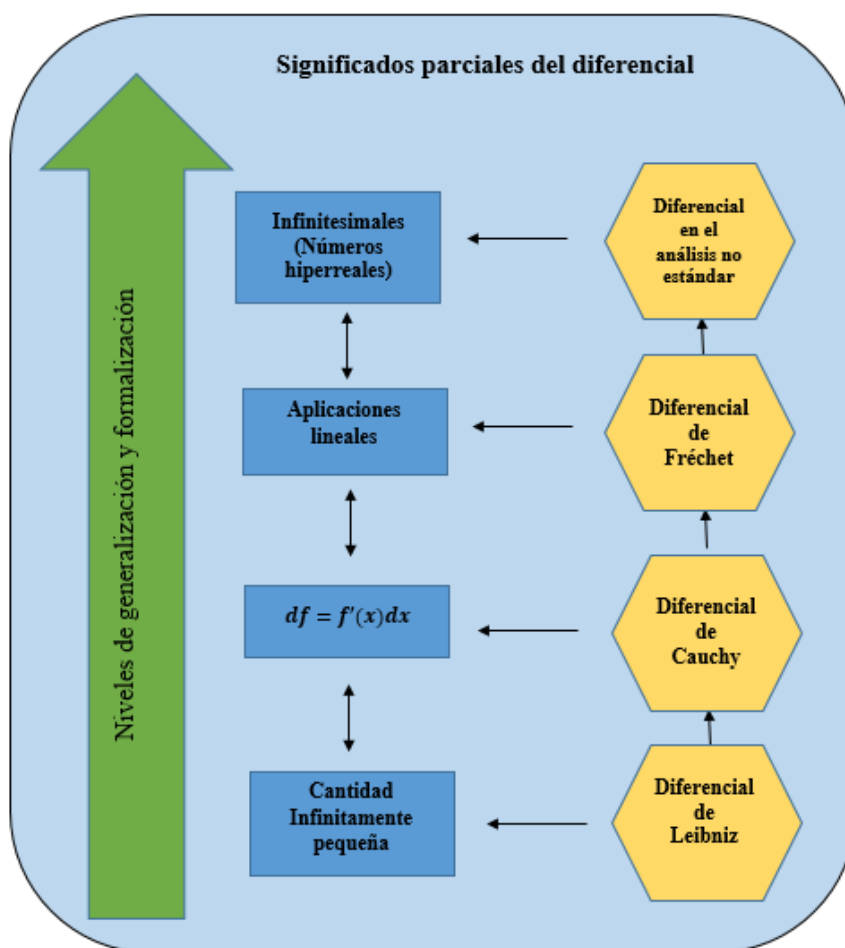 Significados parciales del diferencial
Niveles de generalización y formalización
Infinitesimales
(Números
hiperreales)
Diferencial
en el
análisis no
estándar
Aplicaciones
lineales
Diferencial
de
Fréchet
df = f′(x)dx
Diferencial
de
Cauchy
Cantidad
Infinitamente
pequeña
Diferencial
de
Leibniz